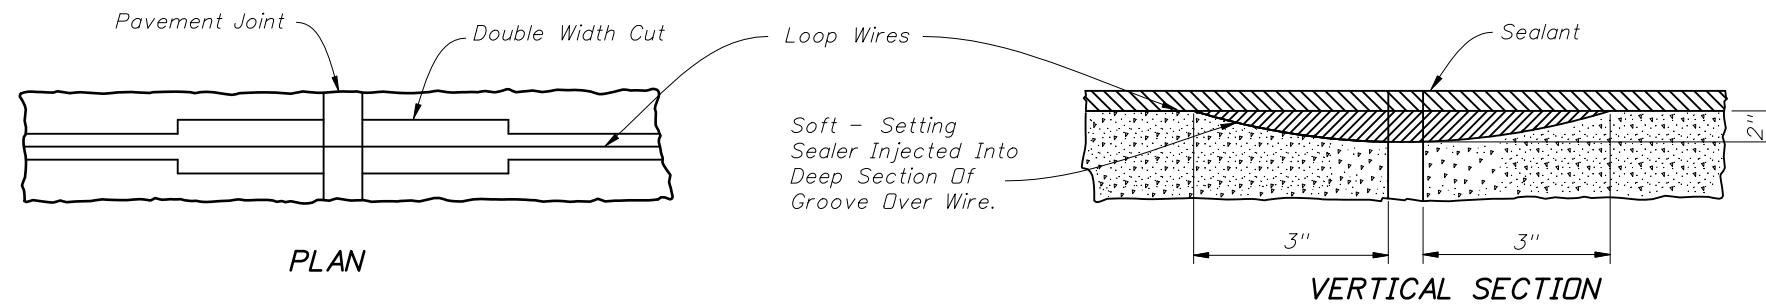 Pavement Joint
Double Width Cut
Loop Wires
Sealant
Soft - Setting
Sealer Injected Into
Deep Section Of
Groove Over Wire.
2"
3"
3"
PLAN
VERTICAL SECTION